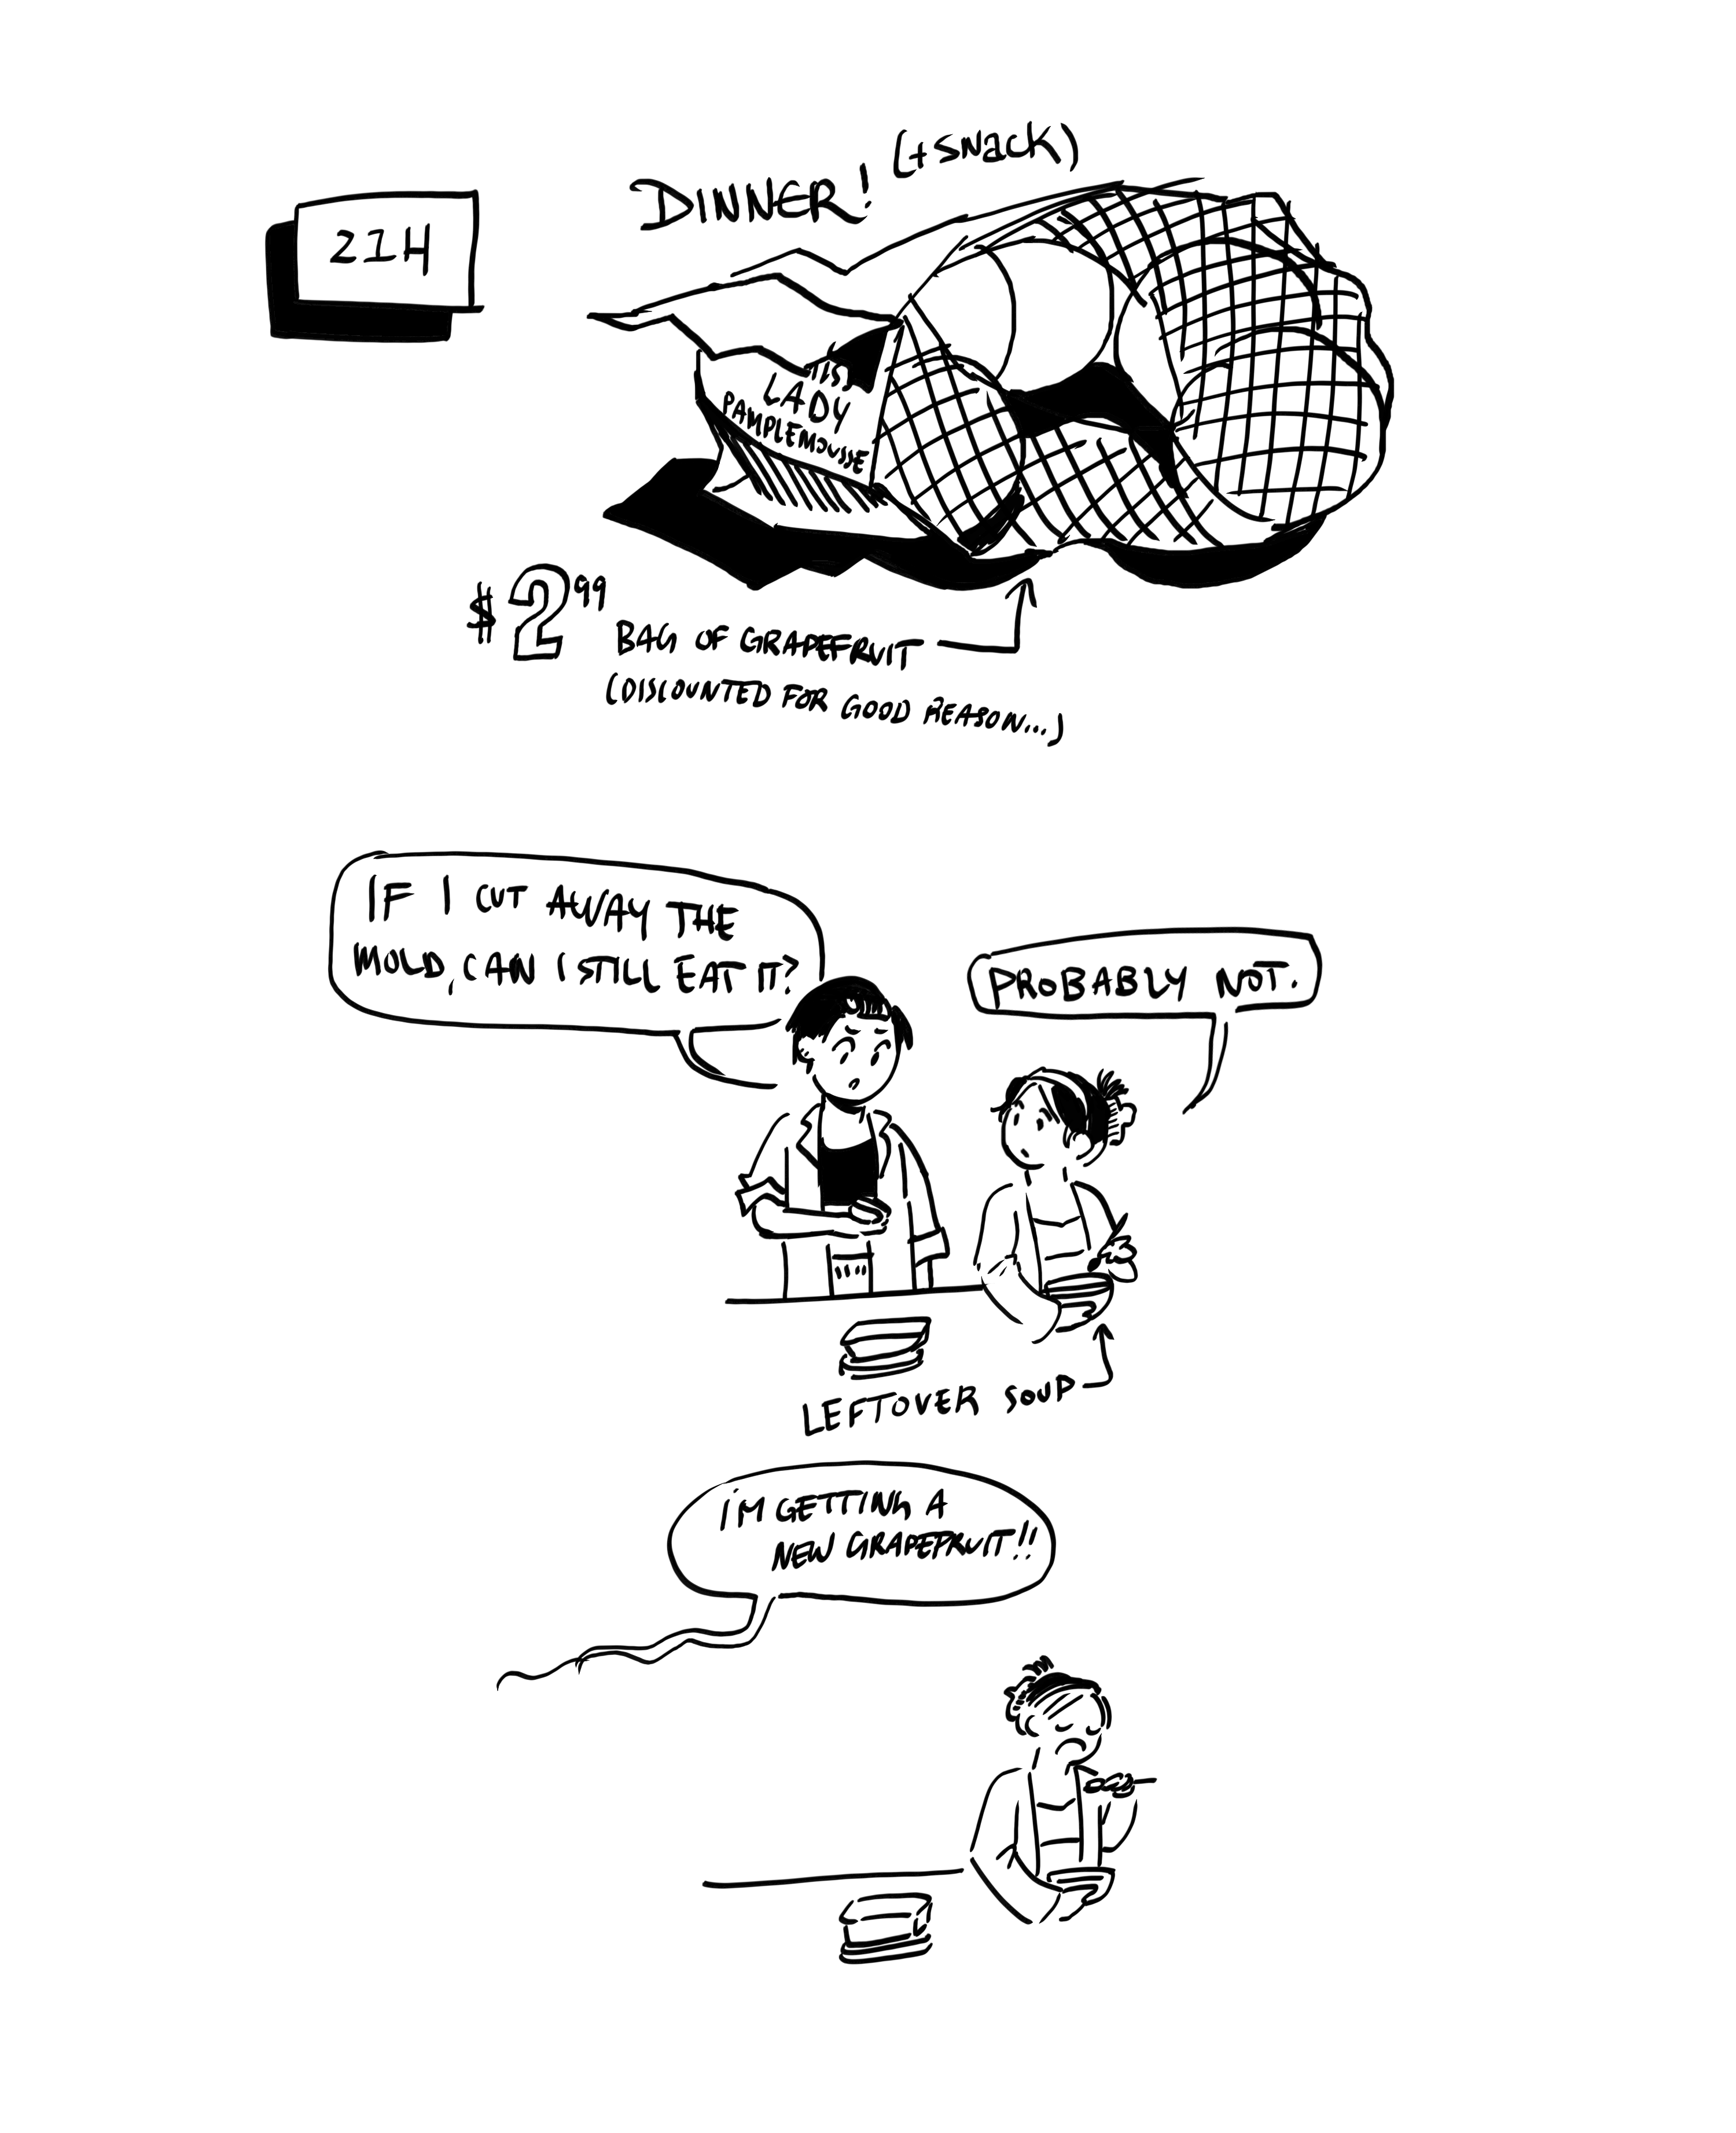 21H
DINNER! (+ SNACK)
'TIS
LADY
PAMPLEMOUSSE
$2.99
BAG OF GRAPEFRUIT
(DISCOUNTED FOR GOOD REASON...)
IF I CUT AWAY THE
MOLD, CAN I STILL EAT IT?
PROBABLY NOT.
LEFTOVER SOUP
I'M GETTING A
NEW GRAPEFRUIT!!